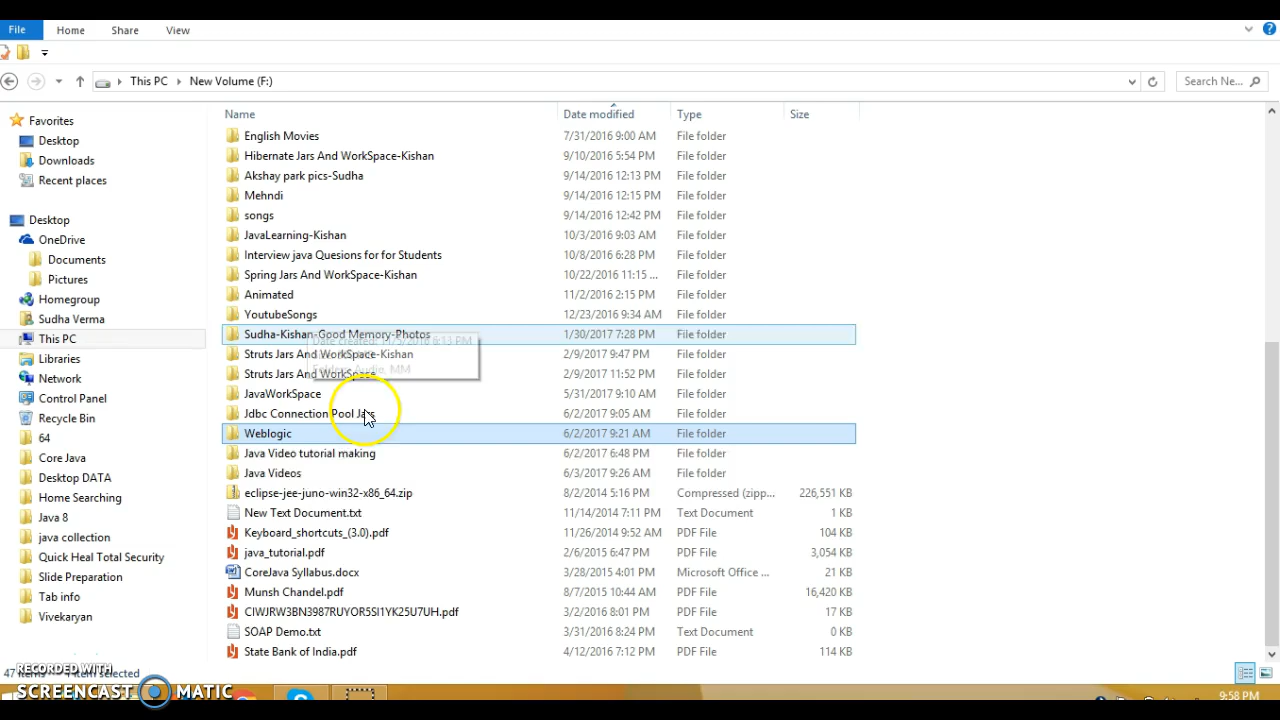 File Home Share View
This PC New Volume (F:) Search Ne...
Name Date modified Type Size
Favorites
Desktop
Downloads
Recent places
Desktop
OneDrive
Documents
Pictures
Homegroup
Sudha Verma
This PC
Libraries
Network
Control Panel
Recycle Bin
64
Core Java
Desktop DATA
Home Searching
Java 8
java collection
Quick Heal Total Security
Slide Preparation
Tab info
Vivekaryan
English Movies 7/31/2016 9:00 AM File folder
Hibernate Jars And WorkSpace-Kishan 9/10/2016 5:54 PM File folder
Akshay park pics-Sudha 9/14/2016 12:13 PM File folder
Mehndi 9/14/2016 12:15 PM File folder
songs 9/14/2016 12:42 PM File folder
JavaLearning-Kishan 10/3/2016 9:03 AM File folder
Interview java Quesions for for Students 10/8/2016 6:28 PM File folder
Spring Jars And WorkSpace-Kishan 10/22/2016 11:15 ... File folder
Animated 11/2/2016 2:15 PM File folder
YoutubeSongs 12/23/2016 9:34 AM File folder
Sudha-Kishan-Good Memory-Photos 1/30/2017 7:28 PM File folder
Struts Jars And WorkSpace-Kishan 2/9/2017 9:47 PM File folder
Struts Jars And WorkSpace 2/9/2017 11:52 PM File folder
JavaWorkSpace 5/31/2017 9:10 AM File folder
Jdbc Connection Pool Jars 6/2/2017 9:05 AM File folder
Weblogic 6/2/2017 9:21 AM File folder
Java Video tutorial making 6/2/2017 6:48 PM File folder
Java Videos 6/3/2017 9:26 AM File folder
eclipse-jee-juno-win32-x86_64.zip 8/2/2014 5:16 PM Compressed (zipp... 226,551 KB
New Text Document.txt 11/14/2014 7:11 PM Text Document 1 KB
Keyboard_shortcuts_(3.0).pdf 11/26/2014 9:52 AM PDF File 104 KB
java_tutorial.pdf 2/6/2015 6:47 PM PDF File 3,054 KB
CoreJava Syllabus.docx 3/28/2015 4:01 PM Microsoft Office ... 21 KB
Munsh Chandel.pdf 8/7/2015 10:44 AM PDF File 16,420 KB
CIWJRW3BN3987RUYOR5SI1YK25U7UH.pdf 3/2/2016 8:01 PM PDF File 17 KB
SOAP Demo.txt 3/31/2016 8:24 PM Text Document 0 KB
State Bank of India.pdf 4/12/2016 7:12 PM PDF File 114 KB
47 items 1 item selected
RECORDED WITH
SCREENCAST MATIC
9:58 PM